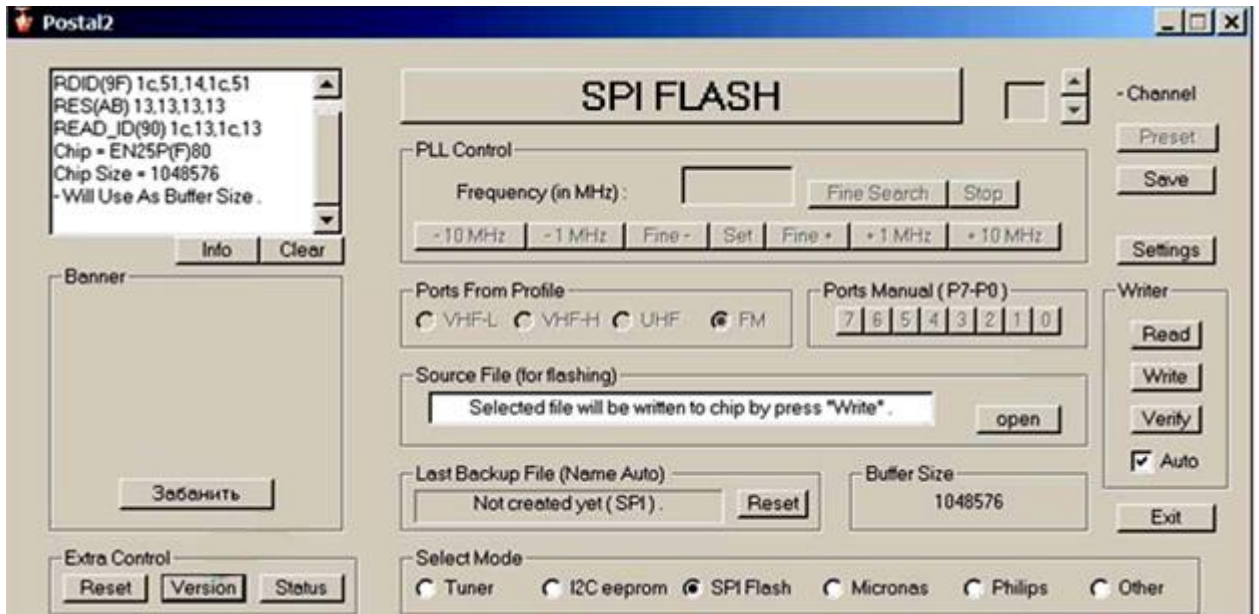 Postal2
RDID(9F) 1c,51,14,1c,51
RES(AB) 13,13,13,13
READ_ID(90) 1c,13,1c,13
Chip = EN25P(F)80
Chip Size = 1048576
- Will Use As Buffer Size .
Info Clear
Banner
Забанить
Extra Control
Reset Version Status
SPI FLASH
- Channel
Preset
Save
Settings
PLL Control
Frequency (in MHz) : Fine Search Stop
- 10 MHz - 1 MHz Fine - Set Fine + + 1 MHz + 10 MHz
Ports From Profile
VHF-L VHF-H UHF FM
Ports Manual ( P7-P0 )
7 6 5 4 3 2 1 0
Source File (for flashing)
Selected file will be written to chip by press "Write" .
open
Last Backup File (Name Auto)
Not created yet ( SPI ) . Reset
Buffer Size
1048576
Writer
Read
Write
Verify
Auto
Exit
Select Mode
Tuner I2C eeprom SPI Flash Micronas Philips Other